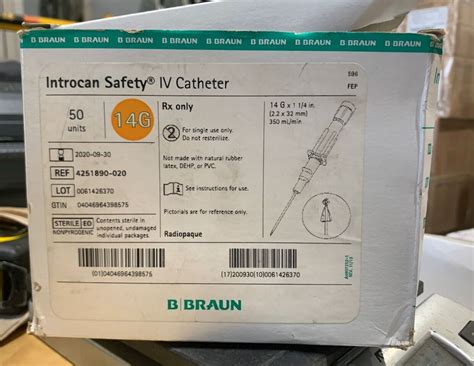 B BRAUN B BRAUN B BRAUN B BRAUN B BRAUN B BRAUN B BRAUN B BRAUN
Introcan Safety® IV Catheter
50
units
14G
Rx only
For single use only.
Do not resterilize.
Not made with natural rubber
latex, DEHP, or PVC.
See instructions for use.
Pictorials are for reference only.
Radiopaque
FEP
14 G x 1 1/4 in.
(2.2 x 32 mm)
350 mL/min
2020-09-30
REF 4251890-020
LOT 0061426370
GTIN 04046964398575
STERILE EO
NONPYROGENIC
Contents sterile in
unopened, undamaged
individual packages.
(01)04046964398575
(17)200930(10)0061426370
B BRAUN